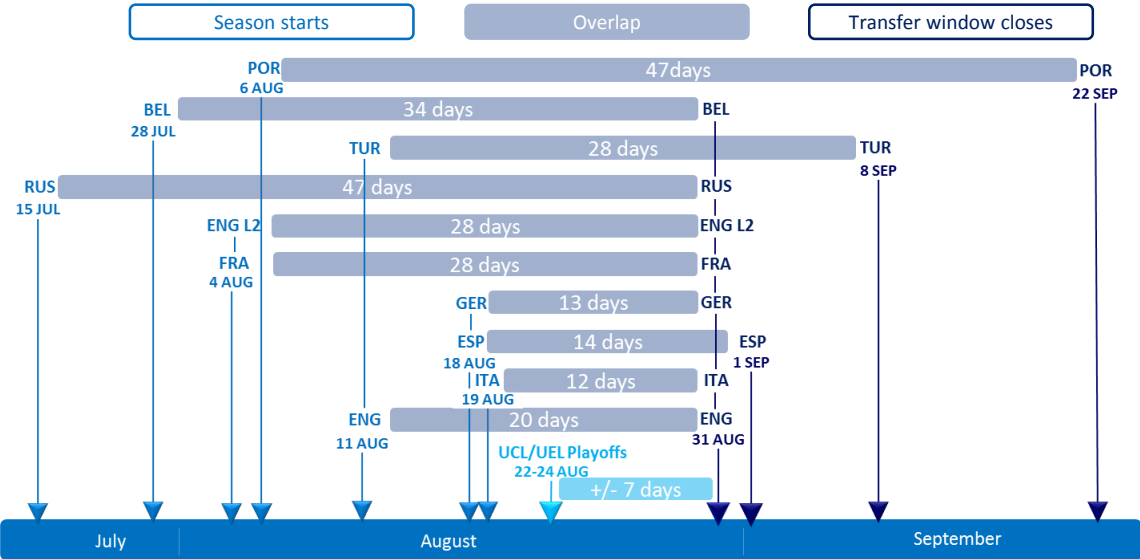 Season starts
Overlap
Transfer window closes
POR
6 AUG
47days
POR
22 SEP
BEL
28 JUL
34 days
BEL
TUR
28 days
TUR
8 SEP
RUS
15 JUL
47 days
RUS
ENG L2
28 days
ENG L2
FRA
4 AUG
28 days
FRA
GER
13 days
GER
ESP
18 AUG
14 days
ESP
1 SEP
ITA
19 AUG
12 days
ITA
ENG
11 AUG
20 days
ENG
31 AUG
UCL/UEL Playoffs
22-24 AUG
+/- 7 days
July
August
September